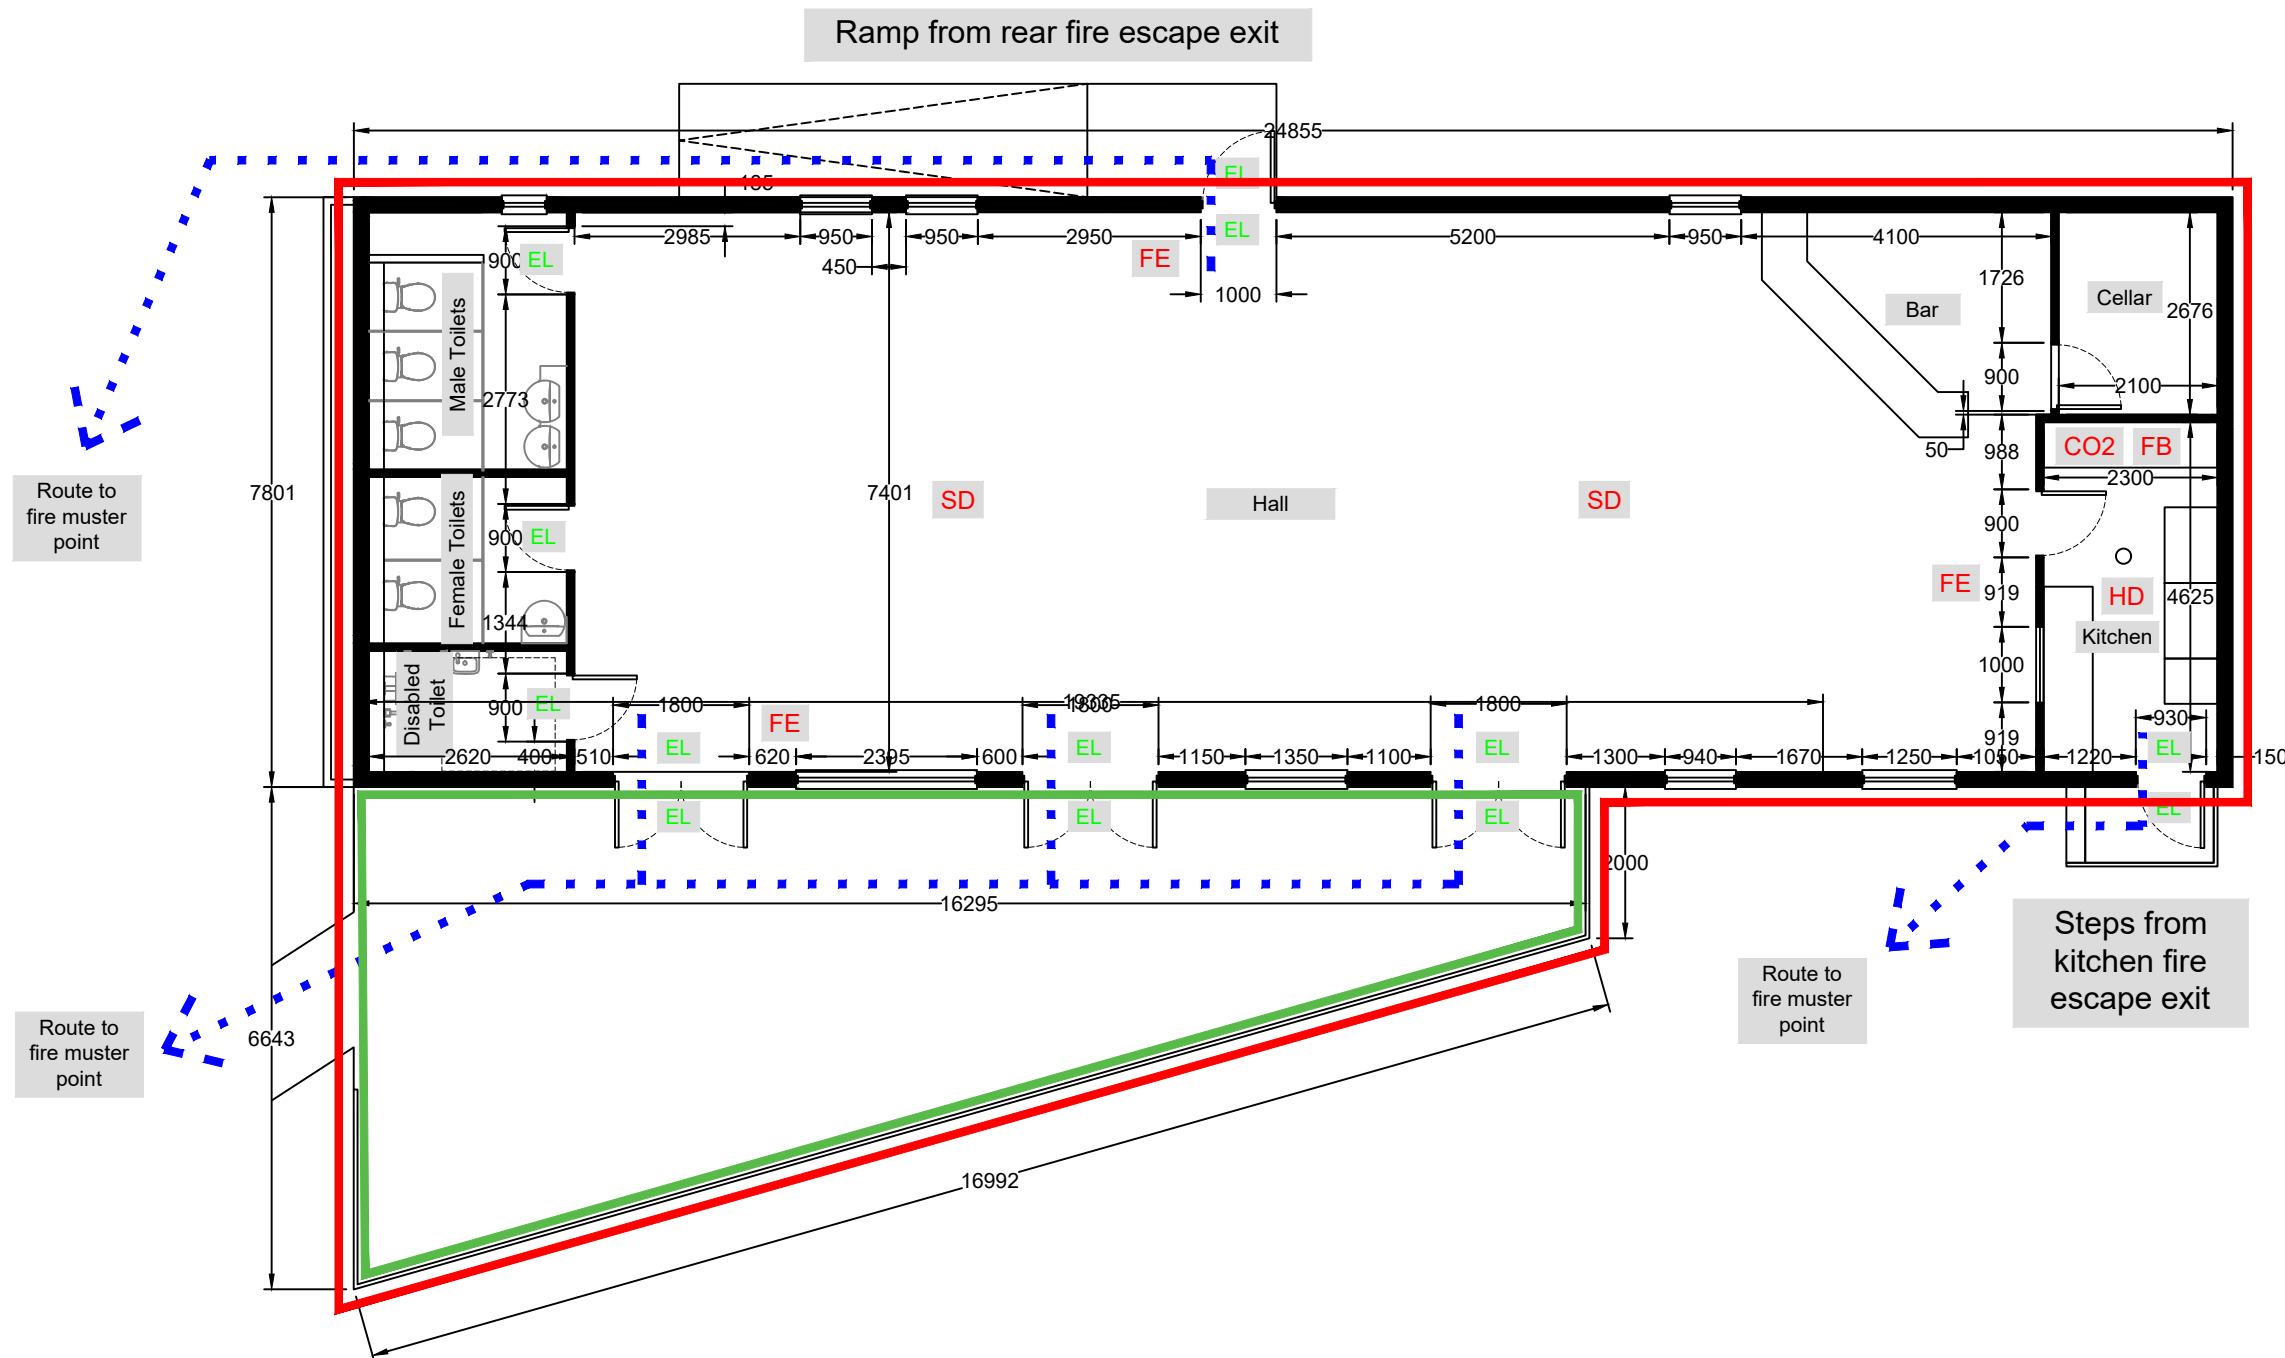 Ramp from rear fire escape exit
24855
185
EL
EL
2985
950
950
2950
5200
950
4100
450
FE
1000
900
EL
1726
Bar
Cellar
2676
Male Toilets
2773
900
2100
50
988
CO2
FB
2300
7801
7401
SD
Hall
SD
Route to
fire muster
point
Female Toilets
900
EL
900
1344
FE
919
HD
4625
Kitchen
1000
Disabled
Toilet
900
EL
1800
FE
19335
1800
1800
930
919
2620
400
510
EL
620
2395
600
EL
1150
1350
1100
EL
1300
940
1670
1250
1050
1220
EL
150
EL
EL
EL
EL
2000
16295
Steps from
kitchen fire
escape exit
Route to
fire muster
point
Route to
fire muster
point
6643
16992